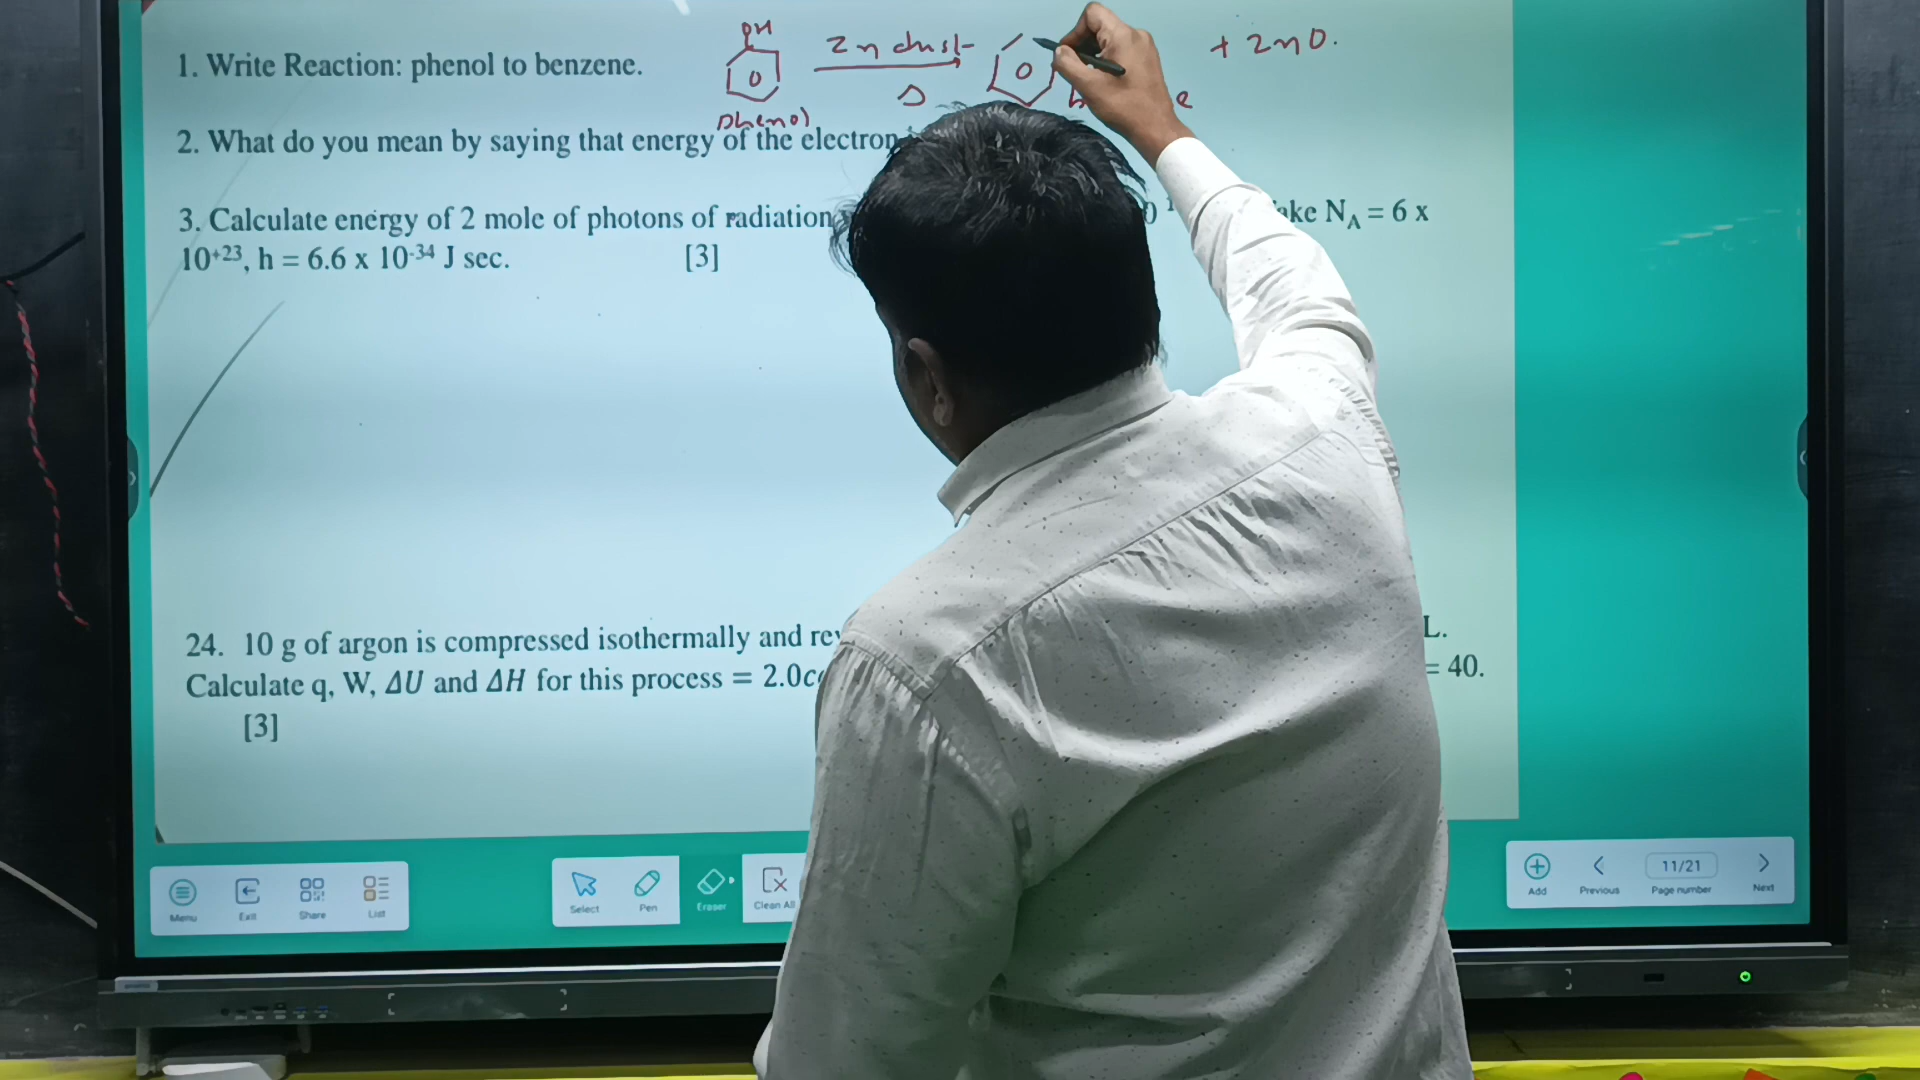 OH
1. Write Reaction: phenol to benzene.
Zn dust
Δ
+ ZnO.
Phenol
2. What do you mean by saying that energy of the electron
3. Calculate energy of 2 mole of photons of radiation
ake N_A = 6 x
10⁺²³, h = 6.6 x 10⁻³⁴ J sec. [3]
24. 10 g of argon is compressed isothermally and
L.
Calculate q, W, ΔU and ΔH for this process = 2.0
= 40.
[3]
Menu Exit Share List
Select Pen Eraser Clean All
Add Previous 11/21 Page number Next